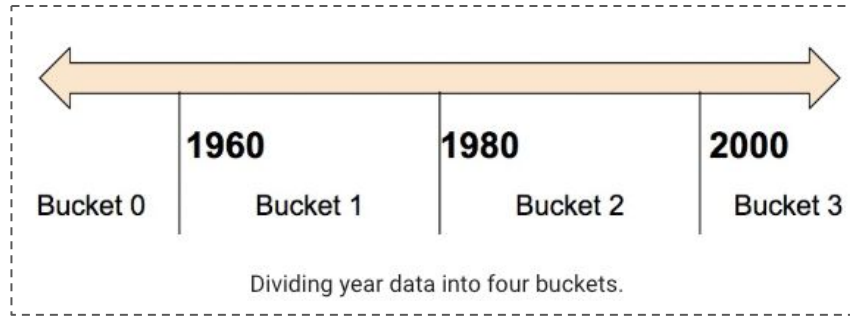 1960 1980 2000
Bucket 0 Bucket 1 Bucket 2 Bucket 3
Dividing year data into four buckets.